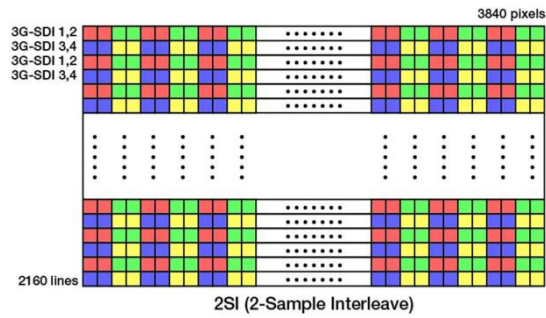 3840 pixels
3G-SDI 1,2
3G-SDI 3,4
3G-SDI 1,2
3G-SDI 3,4
2160 lines
2SI (2-Sample Interleave)